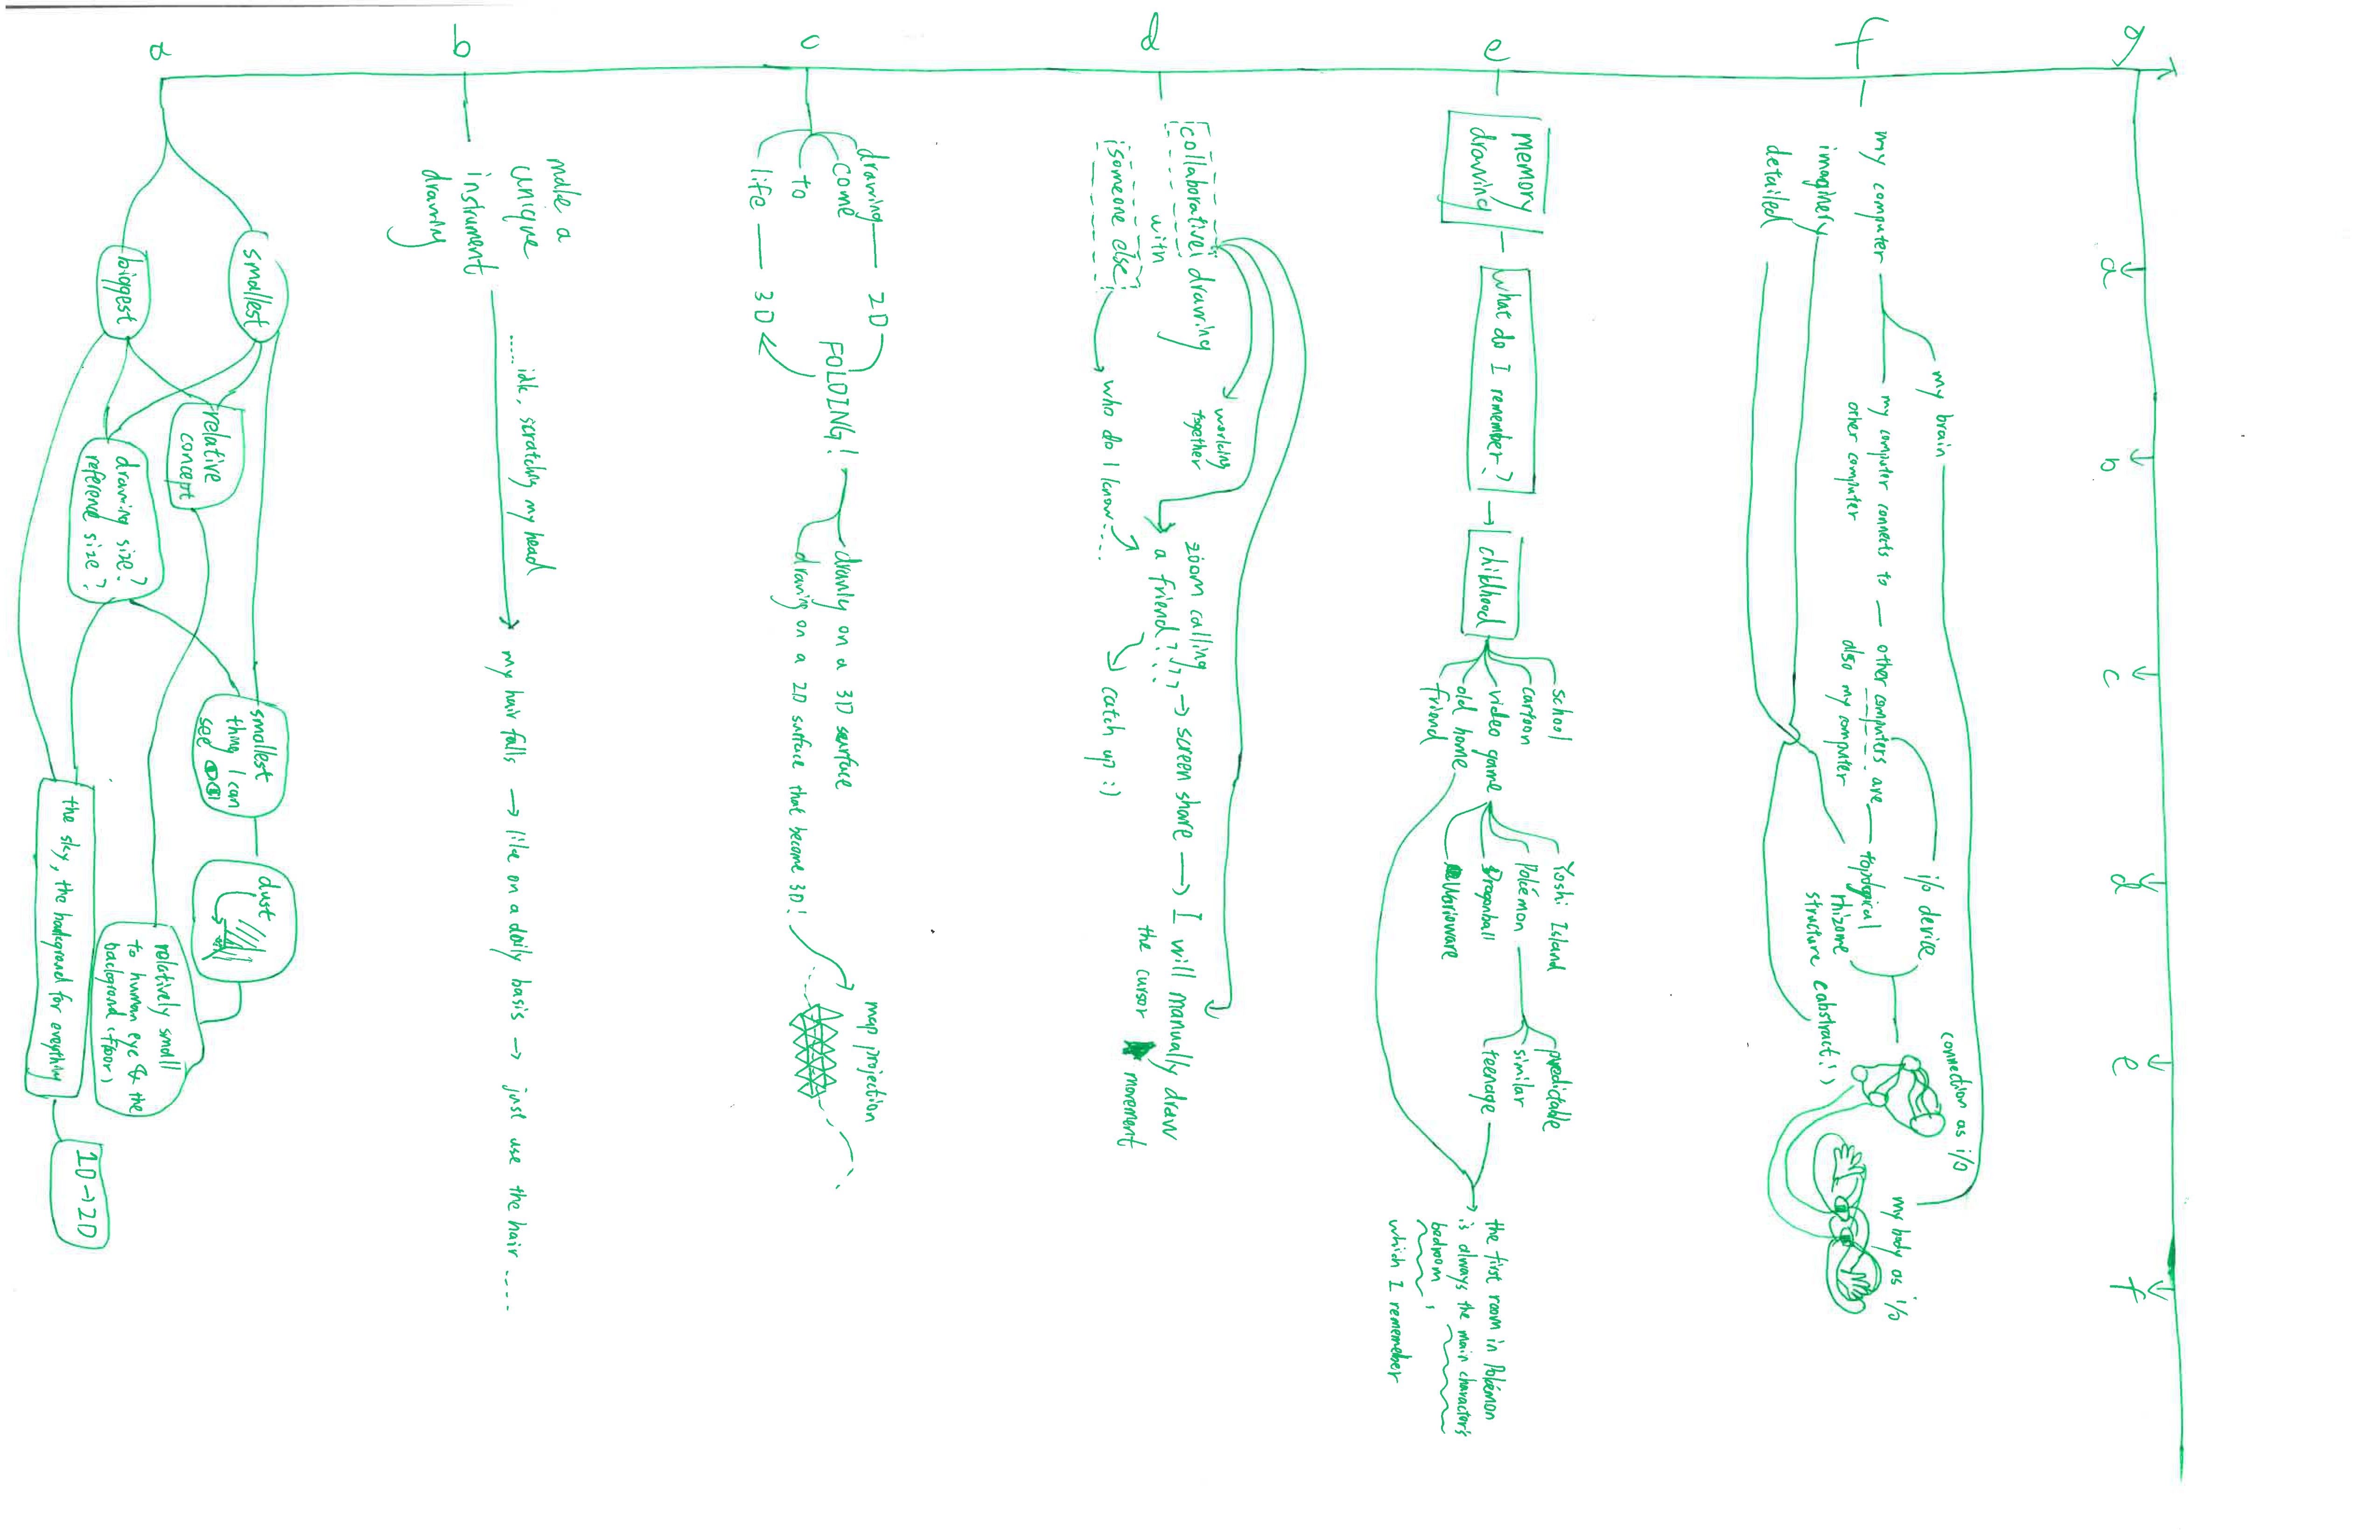 g
a
b
c
d
e
f
f
my brain
connection as i/o
my body as i/o
i/o device
my computer
my computer connects to
other computer
other computers are
also my computer
topological
rhizome
structure (abstract!)
imaginery
detailed
e
memory
drawing
what do I remember?
childhood
school
cartoon
video game
old home
friend
Yoshi Island
Pokémon
Dragonball
Warioware
predictable
similar
teenage
the first room in Pokémon
is always the main character's
bedroom,
which I rememeber
d
collaborative drawing
with
someone else
working
together
zoom calling
a friend???
screen share
I will manually draw
the cursor
movement
who do I know....
catch up :)
c
drawing
come
to
life
2D
3D
FOLDING!
drawing on a 3D surface
drawing on a 2D surface that become 3D!
map projection
b
make a
unique
instrument
drawing
.....idk, scratching my head
my hair falls → like on a daily basis → just use the hair ....
a
smallest
biggest
relative
concept
drawing size?
reference size?
smallest
thing I can
see
dust
relatively small
to human eye & the
background (floor)
the sky, the background for everything
1D→2D